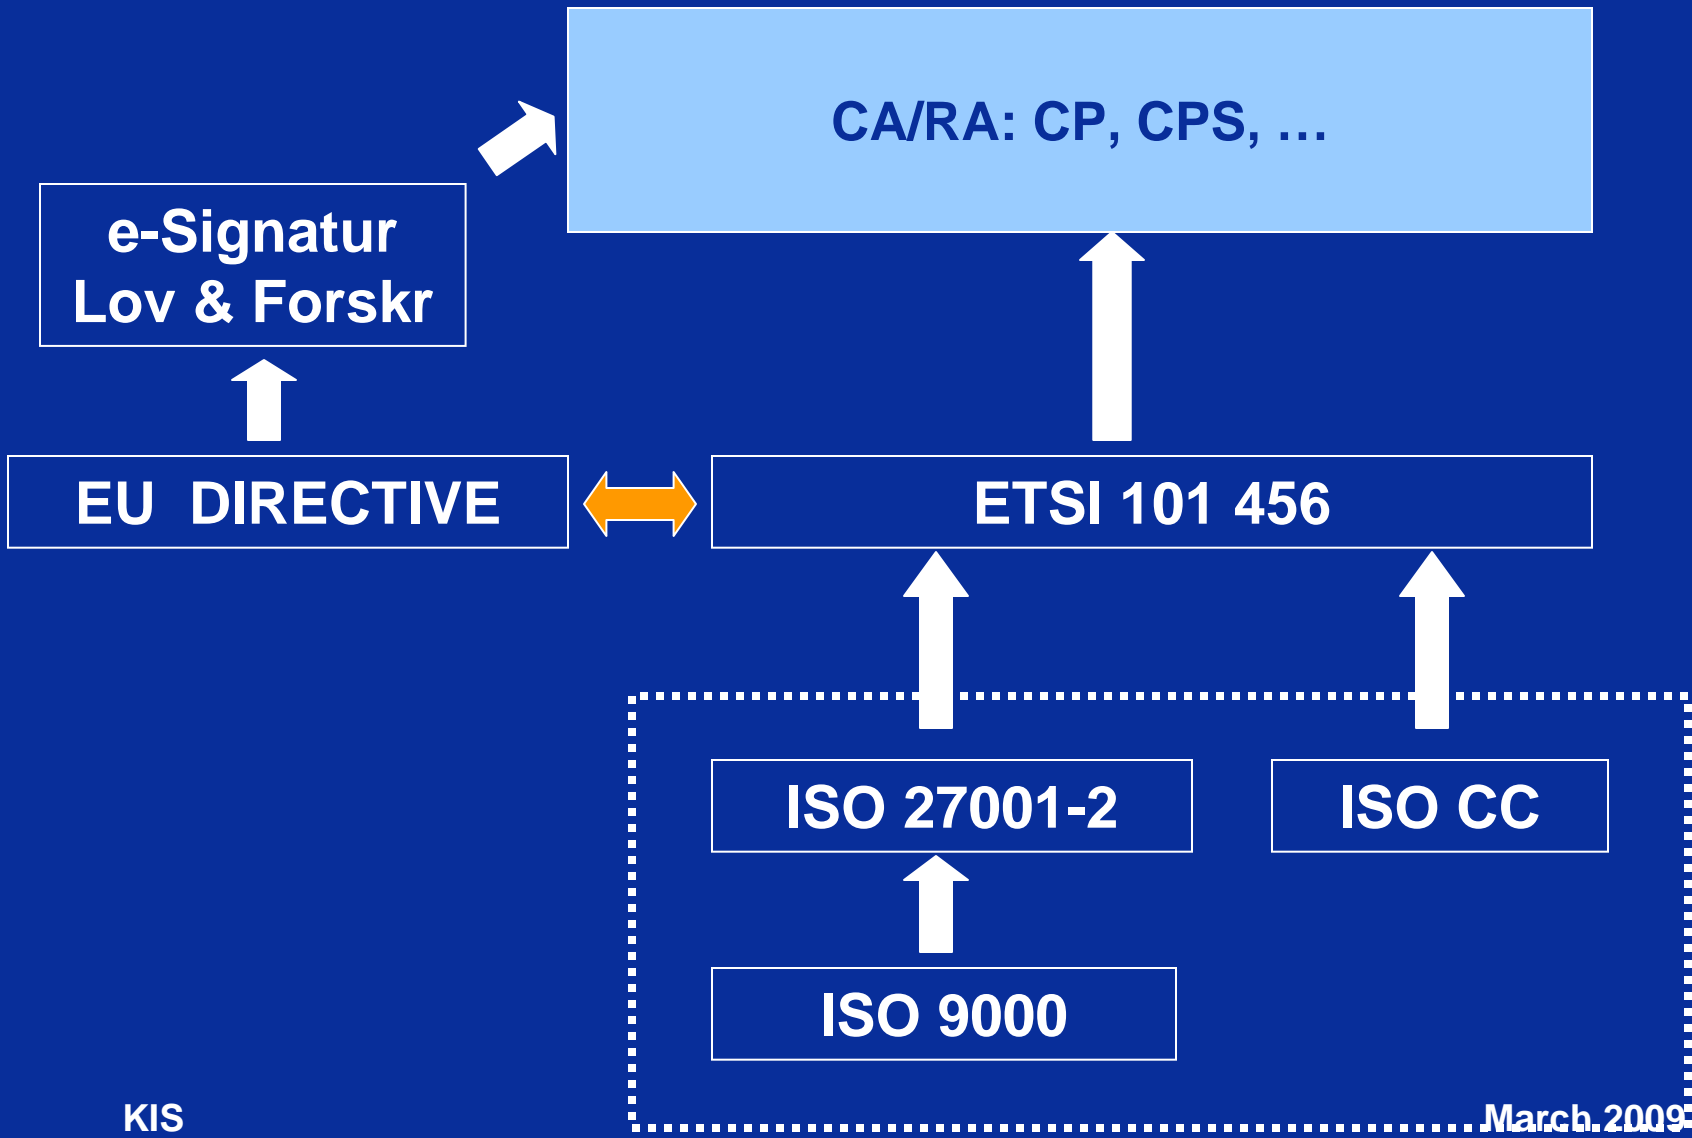 CA/RA: CP, CPS, …
e-Signatur
Lov & Forskr
EU DIRECTIVE
ETSI 101 456
ISO 27001-2
ISO CC
ISO 9000
KIS
March 2009